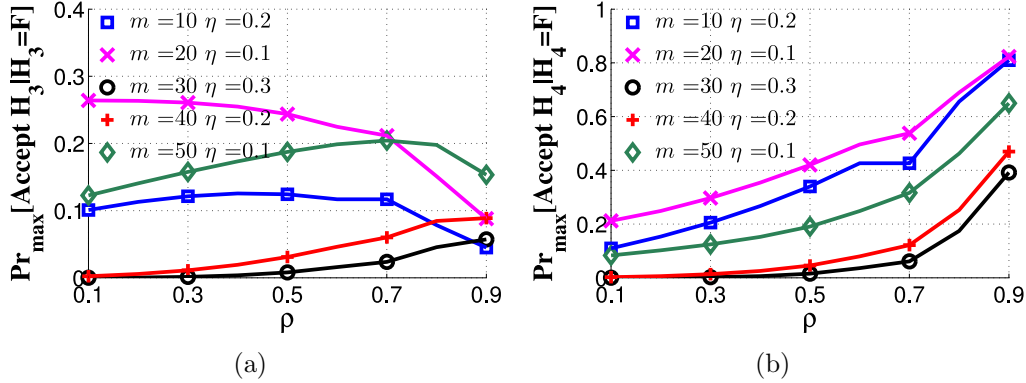 Pr_max[Accept H_3|H_3=F]
0.4
0.3
0.2
0.1
0
m =10 η =0.2
m =20 η =0.1
m =30 η =0.3
m =40 η =0.2
m =50 η =0.1
0.1 0.3 0.5 0.7 0.9
ρ
(a)
Pr_max[Accept H_4|H_4=F]
1
0.8
0.6
0.4
0.2
0
m =10 η =0.2
m =20 η =0.1
m =30 η =0.3
m =40 η =0.2
m =50 η =0.1
0.1 0.3 0.5 0.7 0.9
ρ
(b)